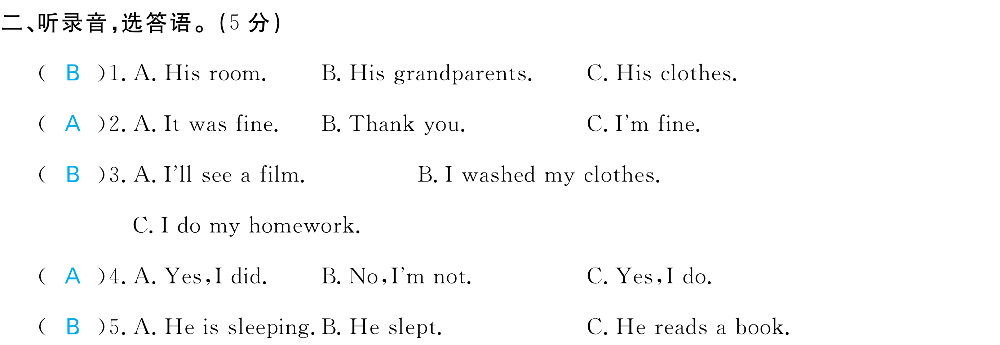 二、听录音,选答语。(5 分)
( B )1. A. His room. B. His grandparents. C. His clothes.
( A )2. A. It was fine. B. Thank you. C. I'm fine.
( B )3. A. I'll see a film. B. I washed my clothes.
C. I do my homework.
( A )4. A. Yes,I did. B. No,I'm not. C. Yes,I do.
( B )5. A. He is sleeping. B. He slept. C. He reads a book.